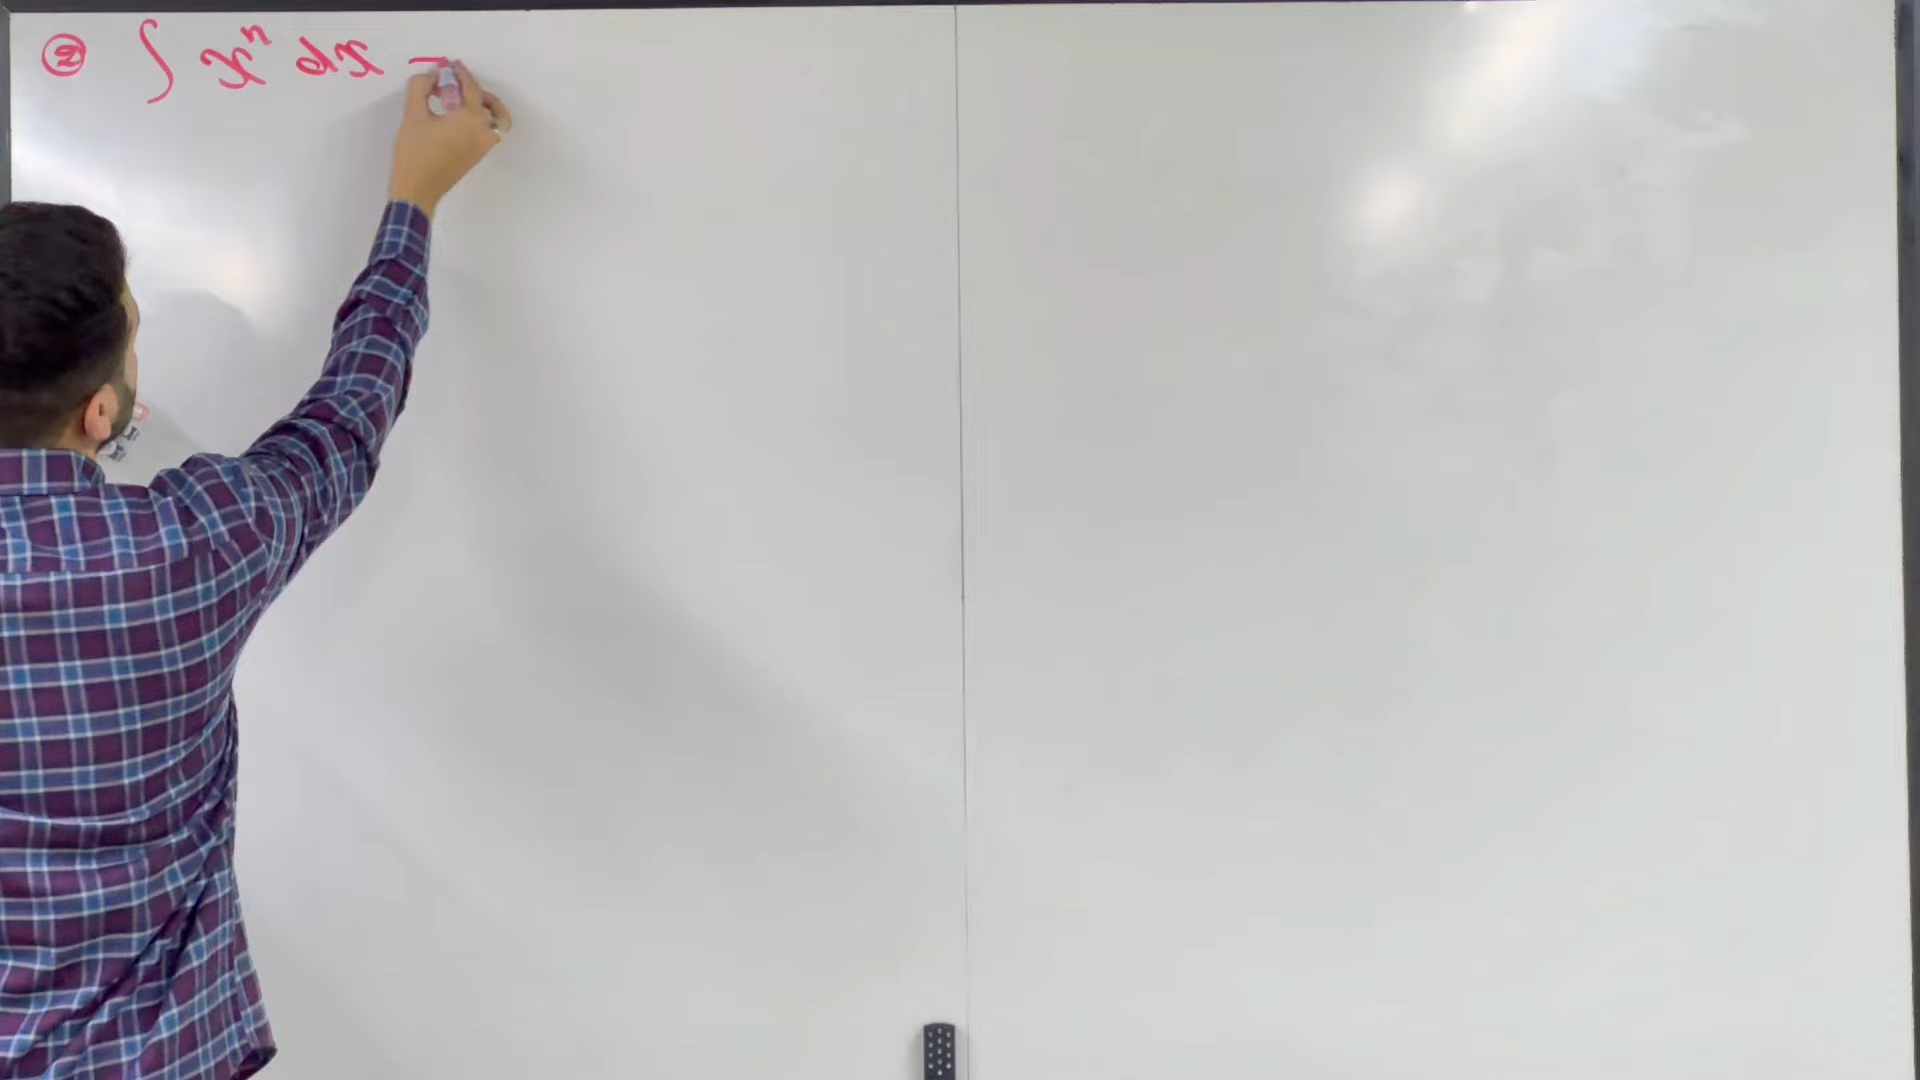 ② ∫ xⁿ dx −